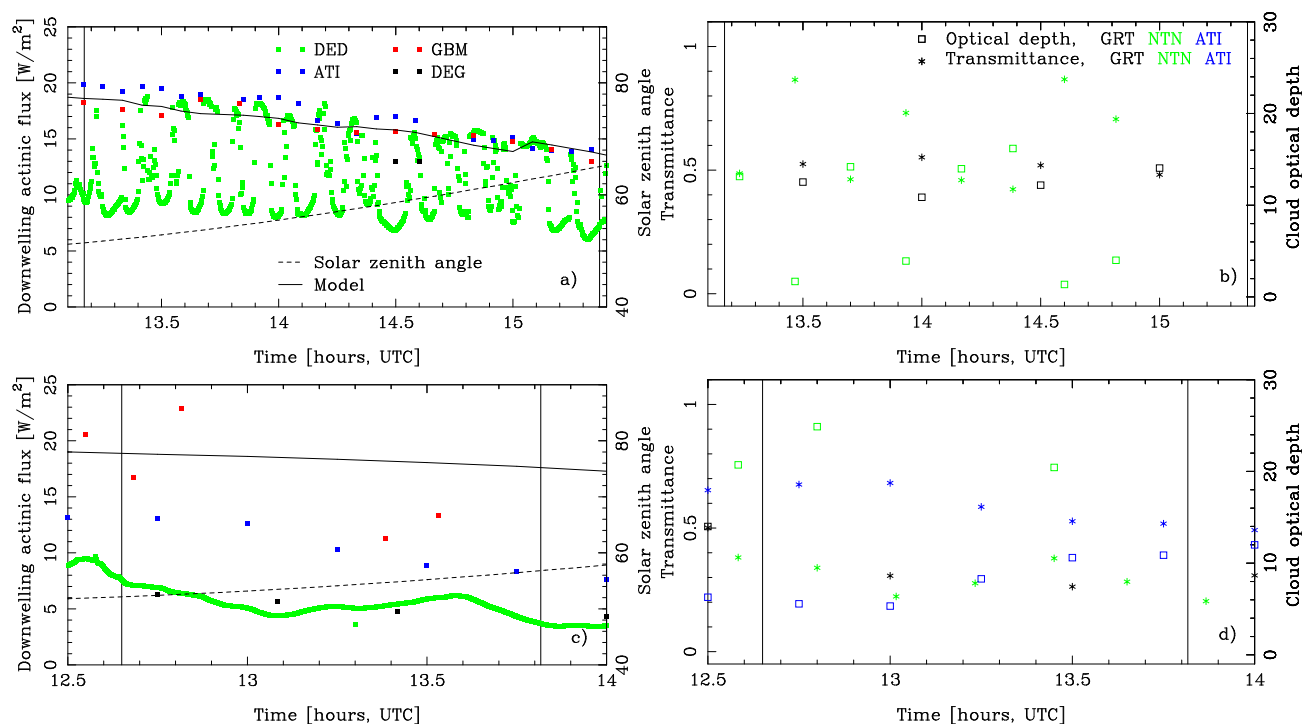 25
20
15
10
5
0
Downwelling actinic flux [W/m²]
DED
GBM
ATI
DEG
Solar zenith angle
Model
a)
80
60
40
Solar zenith angle
13.5
14
14.5
15
Time [hours, UTC]
1
0.5
0
Transmittance
Optical depth, GRT NTN ATI
Transmittance, GRT NTN ATI
b)
30
20
10
0
Cloud optical depth
13.5
14
14.5
15
Time [hours, UTC]
25
20
15
10
5
0
Downwelling actinic flux [W/m²]
c)
80
60
40
Solar zenith angle
12.5
13
13.5
14
Time [hours, UTC]
1
0.5
0
Transmittance
d)
30
20
10
0
Cloud optical depth
12.5
13
13.5
14
Time [hours, UTC]